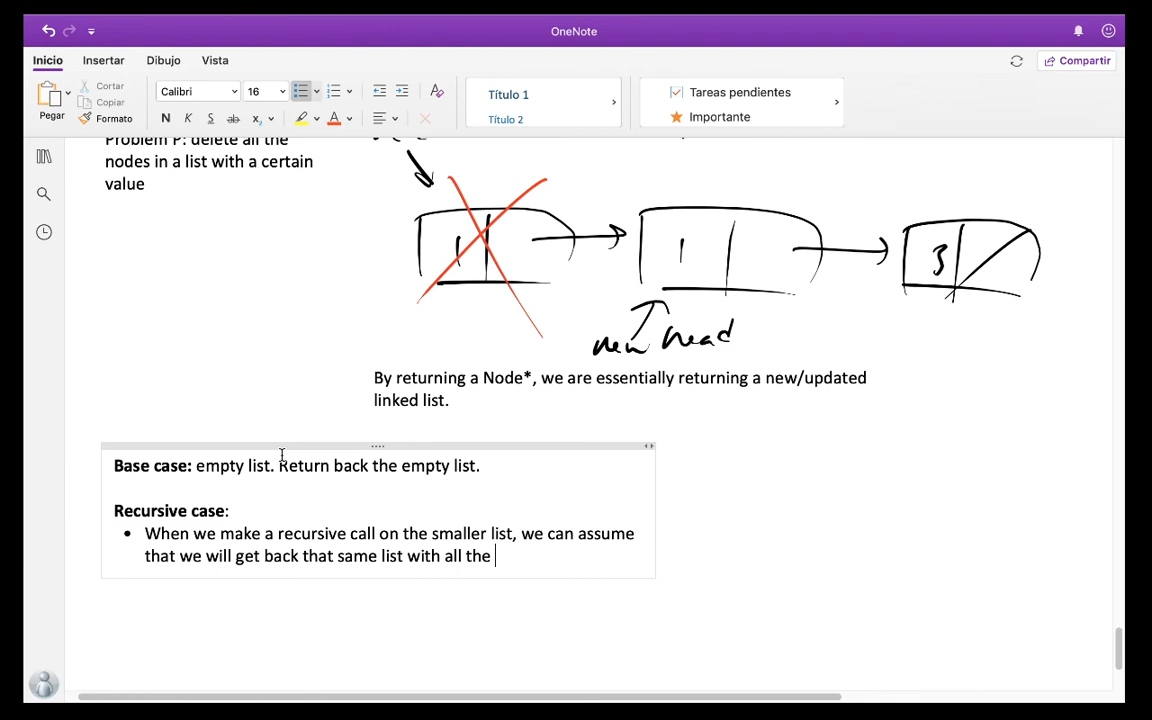 OneNote
Inicio
Insertar
Dibujo
Vista
Compartir
Pegar
Cortar
Copiar
Formato
Calibri
16
N K S ab x₂ A
Título 1
Título 2
Tareas pendientes
Importante
Problem P: delete all the
nodes in a list with a certain
value
1
1
3
new head
By returning a Node*, we are essentially returning a new/updated
linked list.
Base case: empty list. Return back the empty list.
Recursive case:
• When we make a recursive call on the smaller list, we can assume
that we will get back that same list with all the